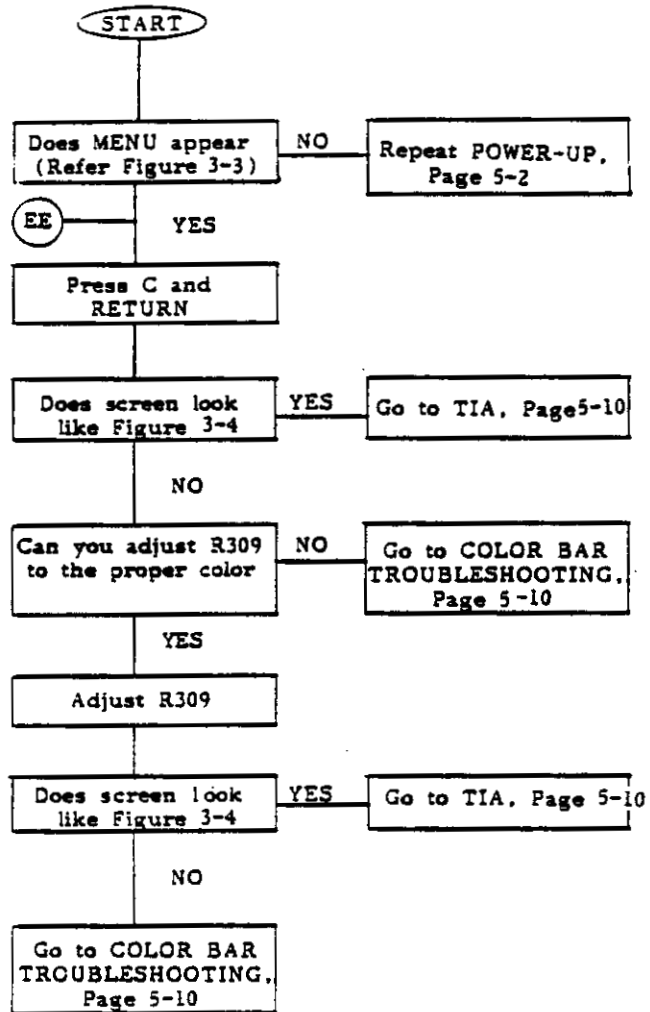 START
Does MENU appear
(Refer Figure 3-3)
NO
Repeat POWER-UP,
Page 5-2
EE
YES
Press C and
RETURN
Does screen look
like Figure 3-4
YES
Go to TIA, Page 5-10
NO
Can you adjust R309
to the proper color
NO
Go to COLOR BAR
TROUBLESHOOTING,
Page 5-10
YES
Adjust R309
Does screen look
like Figure 3-4
YES
Go to TIA, Page 5-10
NO
Go to COLOR BAR
TROUBLESHOOTING,
Page 5-10